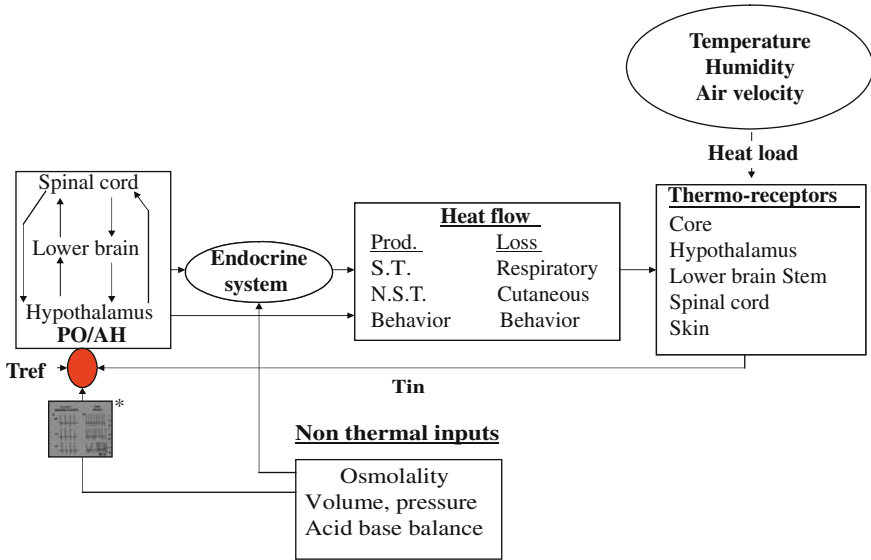 Temperature
Humidity
Air velocity
Heat load
Spinal cord
Lower brain
Hypothalamus
PO/AH
Endocrine
system
Heat flow
Prod. Loss
S.T. Respiratory
N.S.T. Cutaneous
Behavior Behavior
Thermo-receptors
Core
Hypothalamus
Lower brain Stem
Spinal cord
Skin
Tref
Tin
*
Non thermal inputs
Osmolality
Volume, pressure
Acid base balance